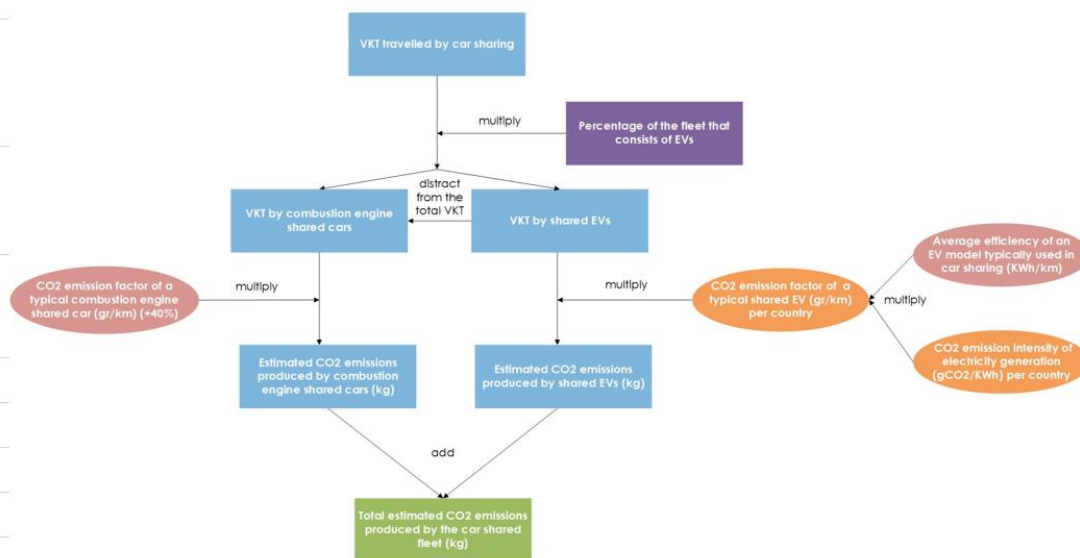 VKT travelled by car sharing
multiply
Percentage of the fleet that
consists of EVs
distract
from the
total VKT
VKT by combustion engine
shared cars
VKT by shared EVs
Average efficiency of an
EV model typically used in
car sharing (KWh/km)
CO2 emission factor of a
typical combustion engine
shared car (gr/km) (+40%)
multiply
multiply
CO2 emission factor of a
typical shared EV (gr/km)
per country
multiply
CO2 emission intensity of
electricity generation
(gCO2/KWh) per country
Estimated CO2 emissions
produced by combustion
engine shared cars (kg)
Estimated CO2 emissions
produced by shared EVs (kg)
add
Total estimated CO2 emissions
produced by the car shared
fleet (kg)